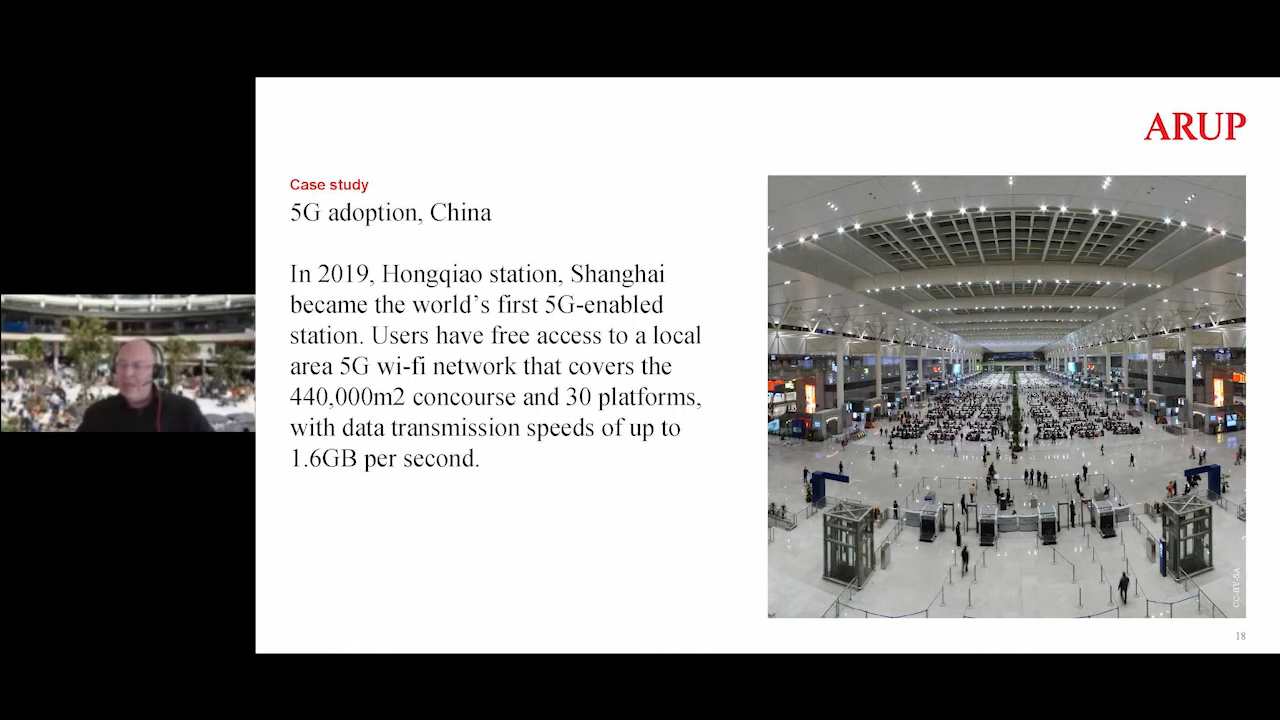 ARUP
Case study
5G adoption, China
In 2019, Hongqiao station, Shanghai
became the world's first 5G-enabled
station. Users have free access to a local
area 5G wi-fi network that covers the
440,000m2 concourse and 30 platforms,
with data transmission speeds of up to
1.6GB per second.
CC-BY-SA
18